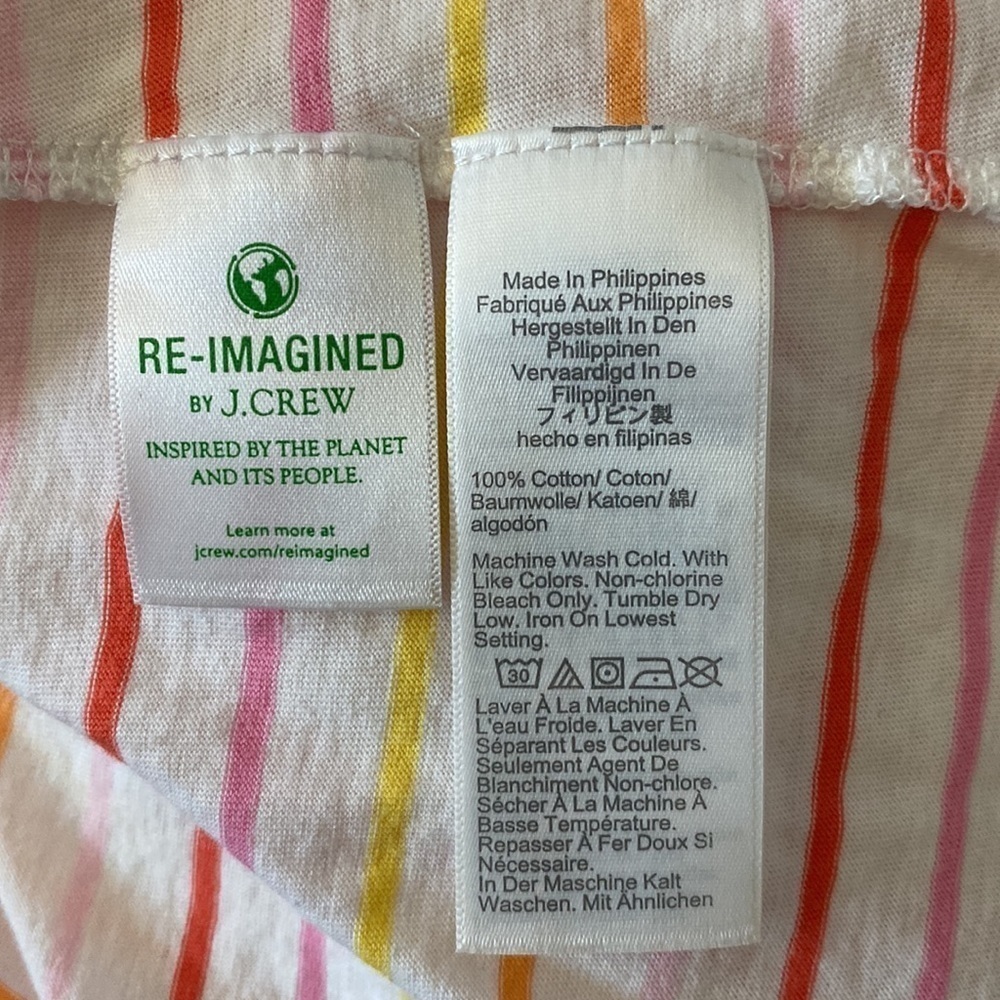 RE-IMAGINED
BY J.CREW
INSPIRED BY THE PLANET
AND ITS PEOPLE.
Learn more at
jcrew.com/reimagined
Made In Philippines
Fabriqué Aux Philippines
Hergestellt In Den
Philippinen
Vervaardigd In De
Filippijnen
フィリピン製
hecho en filipinas
100% Cotton/ Coton/
Baumwolle/ Katoen/ 綿/
algodón
Machine Wash Cold. With
Like Colors. Non-chlorine
Bleach Only. Tumble Dry
Low. Iron On Lowest
Setting.
30
Laver À La Machine À
L'eau Froide. Laver En
Séparant Les Couleurs.
Seulement Agent De
Blanchiment Non-chlore.
Sécher À La Machine À
Basse Température.
Repasser À Fer Doux Si
Nécessaire.
In Der Maschine Kalt
Waschen. Mit Ähnlichen